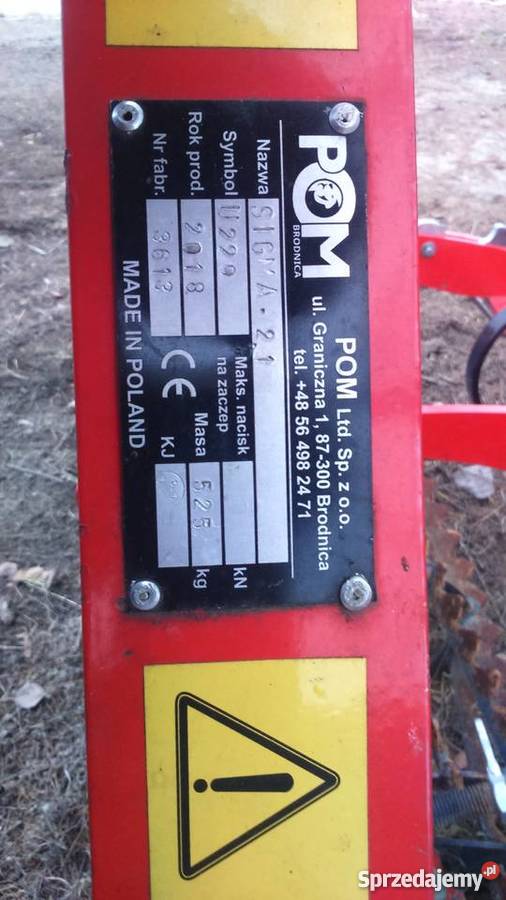 POM
BRODNICA
POM Ltd. Sp. z o.o.
ul. Graniczna 1, 87-300 Brodnica
tel. +48 56 498 24 71
Nazwa SIGMA-2,1
Symbol U229 Maks. nacisk na zaczep kN
Rok prod. 2018 Masa 525 kg
Nr fabr. 3613 CE KJ
MADE IN POLAND
Sprzedajemy.pl